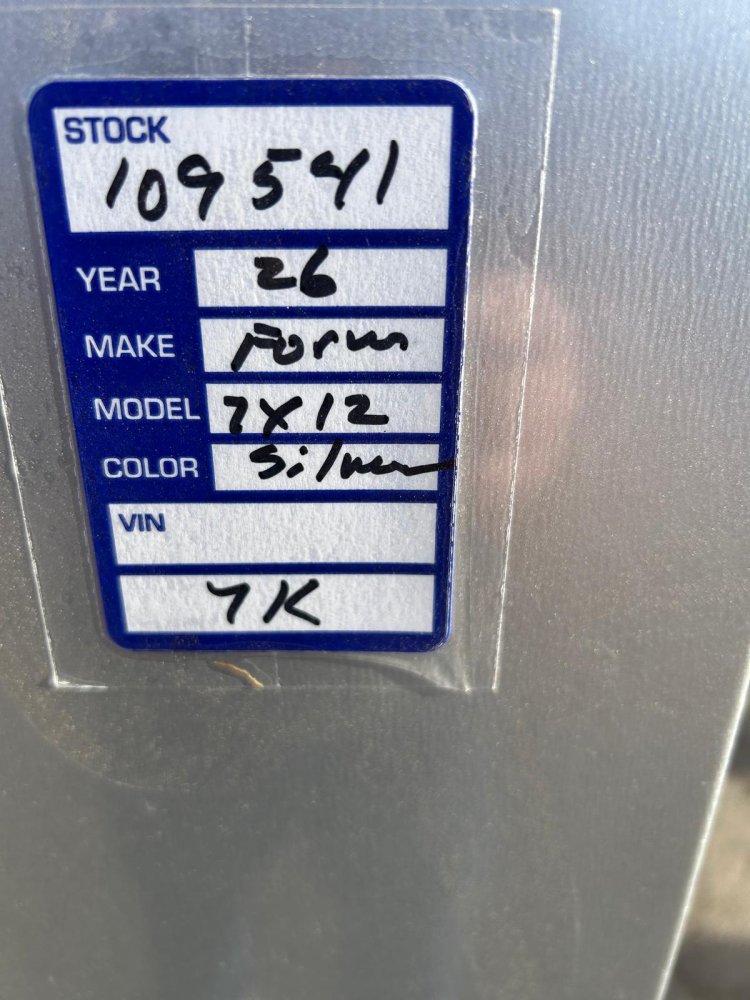 STOCK
109541
YEAR 26
MAKE Form
MODEL 7X12
COLOR Silver
VIN
7K